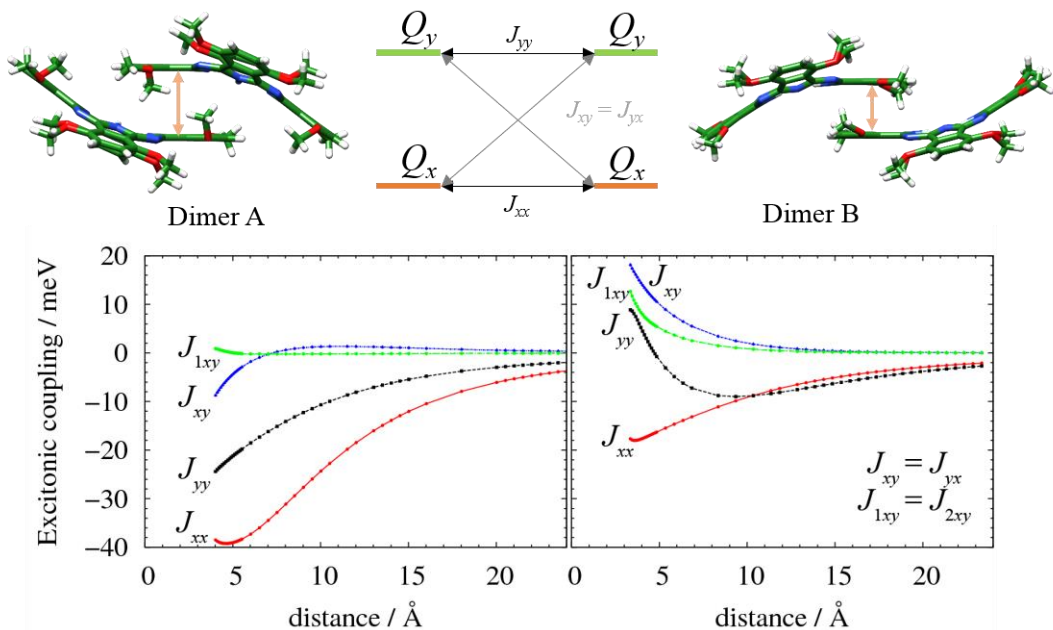 Q_y J_yy Q_y
J_xy = J_yx
Q_x J_xx Q_x
Dimer A
Dimer B
Excitonic coupling / meV
20
10
0
−10
−20
−30
−40
J_1xy
J_xy
J_yy
J_xx
0 5 10 15 20
distance / Å
J_1xy J_xy
J_yy
J_xx
J_xy = J_yx
J_1xy = J_2xy
0 5 10 15 20
distance / Å